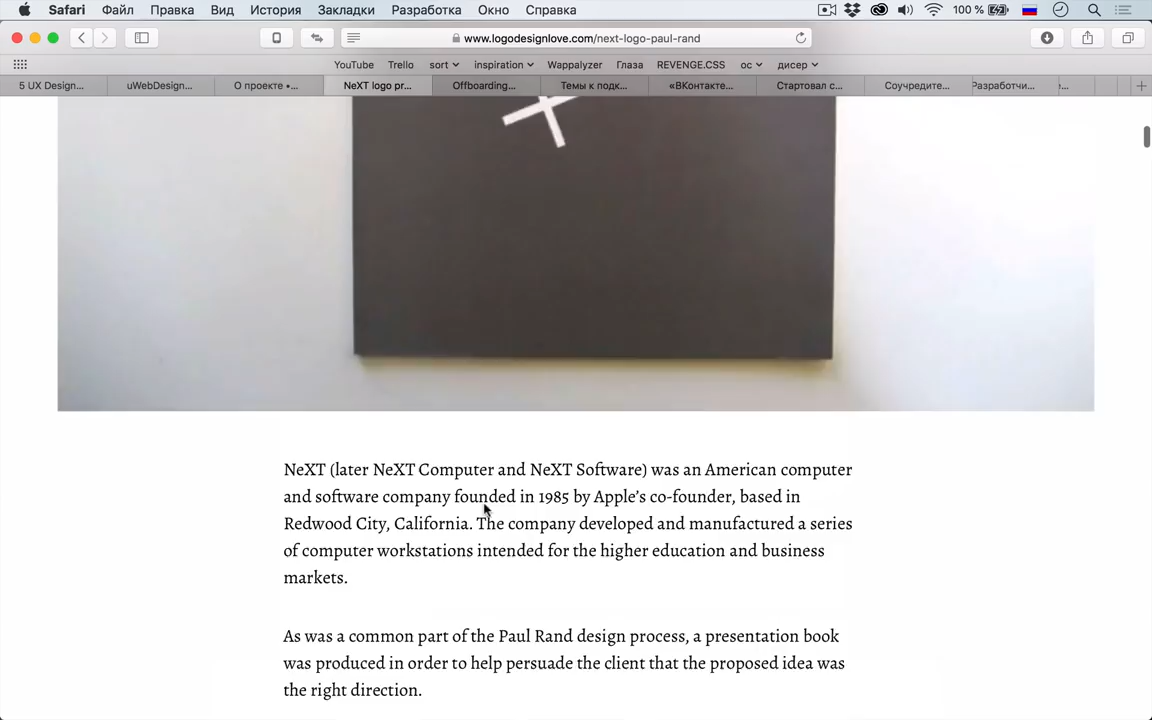 Safari Файл Правка Вид История Закладки Разработка Окно Справка 100 %
www.logodesignlove.com/next-logo-paul-rand
YouTube Trello sort inspiration Wappalyzer Глаза REVENGE.CSS ос дисер
5 UX Design... uWebDesign... О проекте •... NeXT logo pr... Offboarding... Темы к подк... «ВКонтакте... Стартовал с... Соучредите... Разработчи...
NeXT (later NeXT Computer and NeXT Software) was an American computer
and software company founded in 1985 by Apple’s co-founder, based in
Redwood City, California. The company developed and manufactured a series
of computer workstations intended for the higher education and business
markets.
As was a common part of the Paul Rand design process, a presentation book
was produced in order to help persuade the client that the proposed idea was
the right direction.